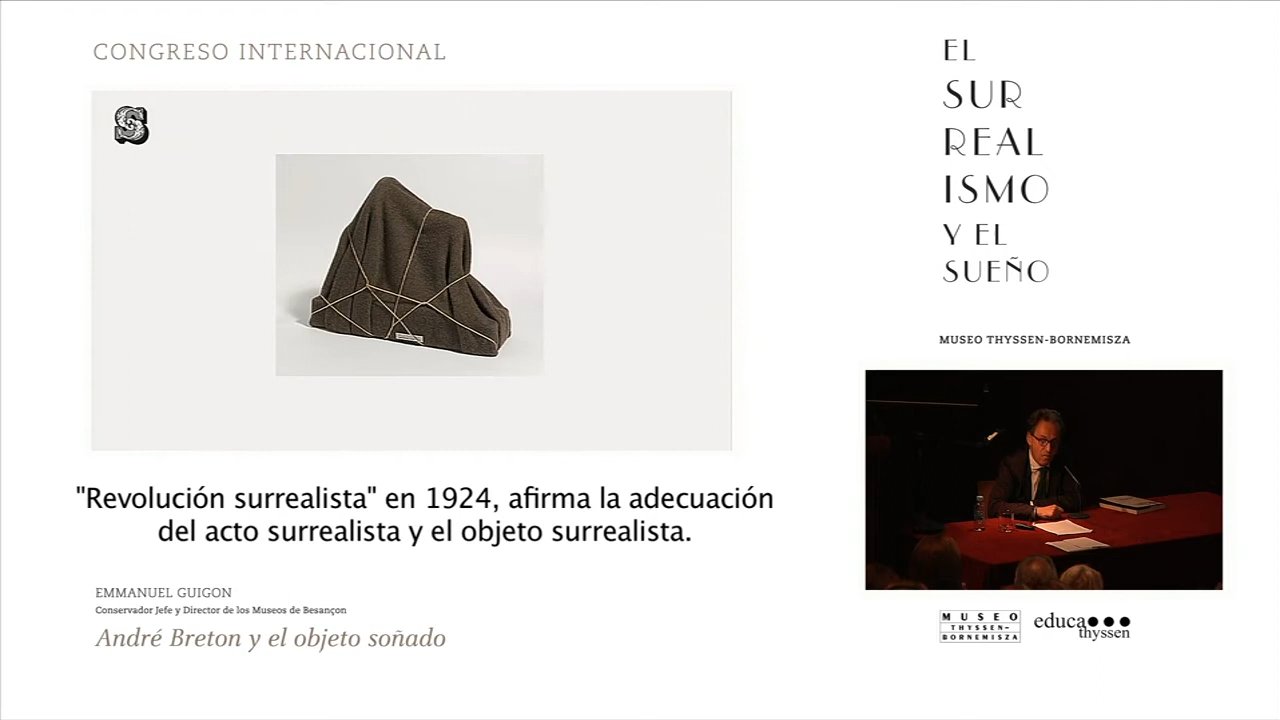 CONGRESO INTERNACIONAL
S
"Revolución surrealista" en 1924, afirma la adecuación
del acto surrealista y el objeto surrealista.
EMMANUEL GUIGON
Conservador Jefe y Director de los Museos de Besançon
André Breton y el objeto soñado
EL
SUR
REAL
ISMO
Y EL
SUEÑO
MUSEO THYSSEN-BORNEMISZA
MUSEO
THYSSEN-
BORNEMISZA
educa
thyssen